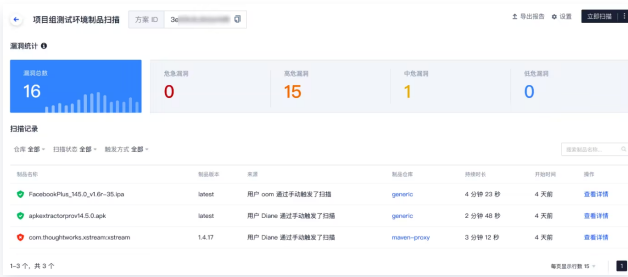 项目组测试环境制品扫描 方案 ID 3e
导出报告 设置 立即扫描
漏洞统计
漏洞总数 危急漏洞 高危漏洞 中危漏洞 低危漏洞
16 0 15 1 0
扫描记录
仓库 全部 扫描状态 全部 触发方式 全部 搜索制品名称...
制品名称 制品版本 来源 制品仓库 持续时长 开始时间 操作
FacebookPlus_145.0_v1.6r-35.ipa latest 用户 oom 通过手动触发了扫描 generic 4 分钟 23 秒 4 天前 查看详情
apkextractorprov14.5.0.apk latest 用户 Diane 通过手动触发了扫描 generic 2 分钟 48 秒 4 天前 查看详情
com.thoughtworks.xstream:xstream 1.4.17 用户 Diane 通过手动触发了扫描 maven-proxy 3 分钟 12 秒 4 天前 查看详情
1-3 个，共 3 个 每页显示行数 15 1